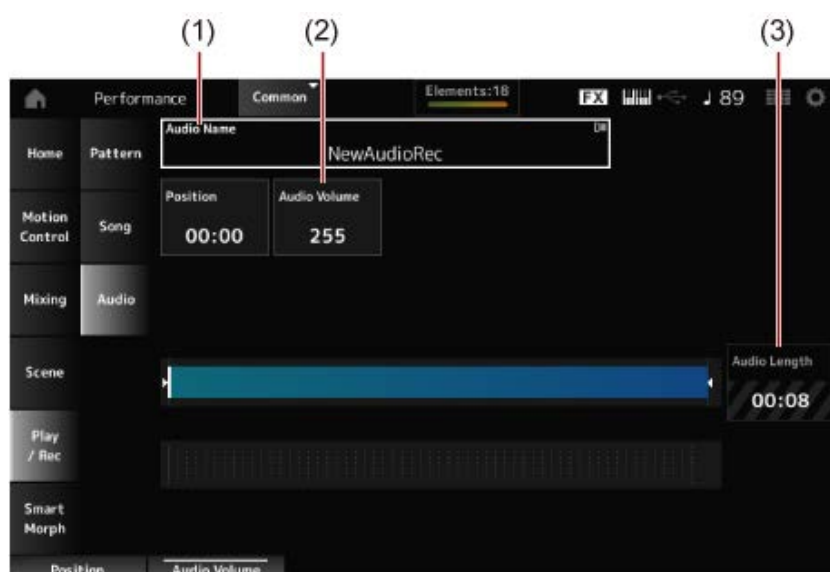 (1) (2) (3)
Performance Common Elements:18 FX 89
Home Pattern Audio Name
NewAudioRec
Motion Control Song Position Audio Volume
00:00 255
Mixing Audio
Scene Audio Length
00:08
Play / Rec
Smart Morph
Position Audio Volume